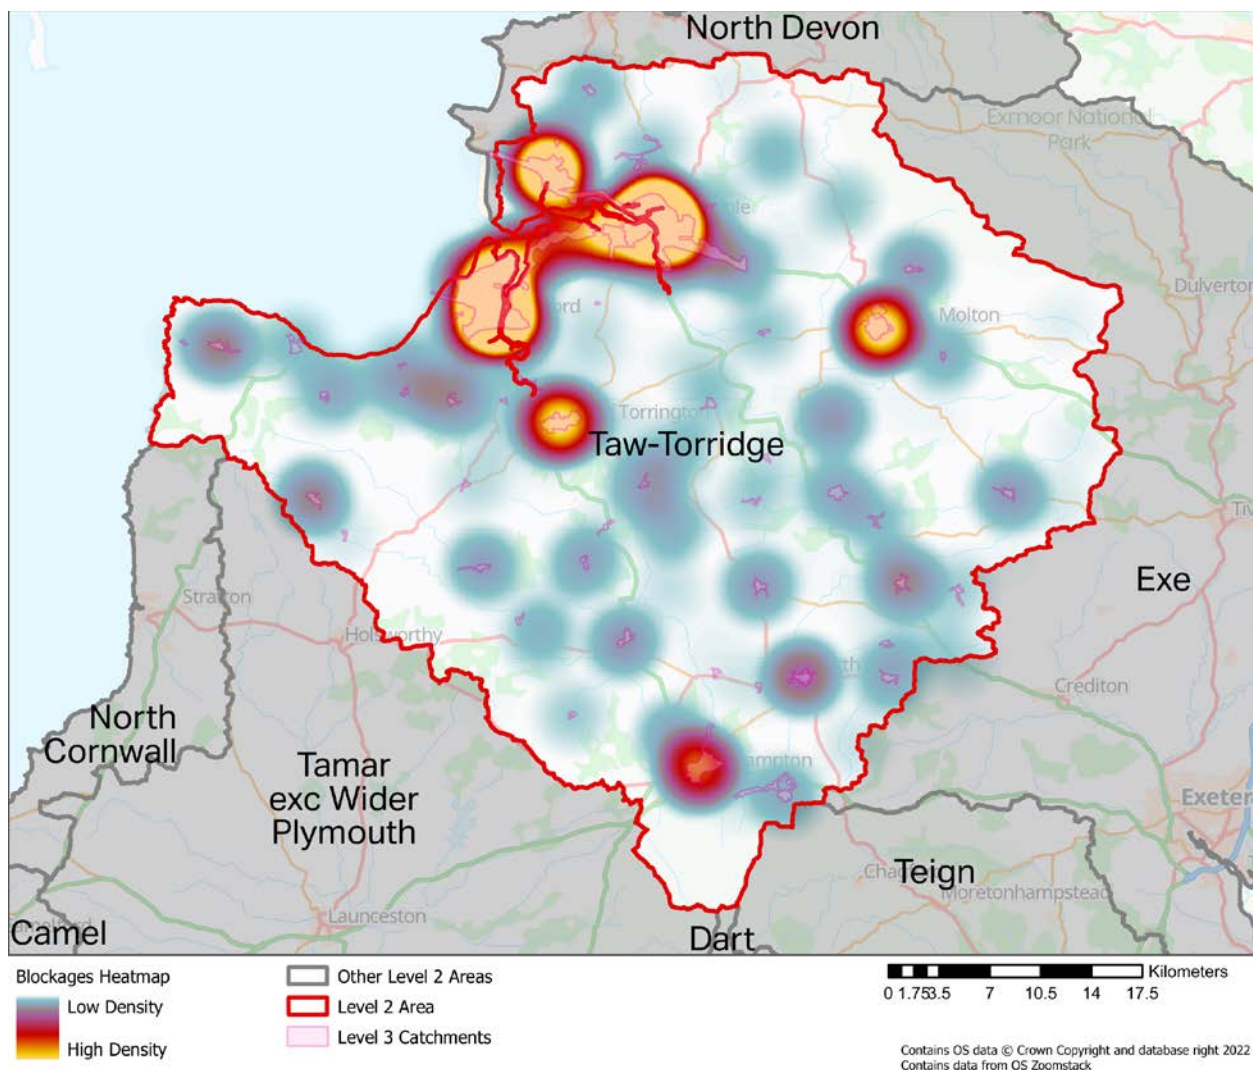 North Devon
Exmoor National
Park
Dulverton
Molton
Torrington
Taw-Torridge
Exe
Stratton
Holsworthy
Crediton
North
Cornwall
Tamar
exc Wider
Plymouth
Exeter
Teign
Moretonhampstead
Launceston
Camel
Dart
Blockages Heatmap
Low Density
High Density
Other Level 2 Areas
Level 2 Area
Level 3 Catchments
Kilometers
0 1.75 3.5 7 10.5 14 17.5
Contains OS data © Crown Copyright and database right 2022
Contains data from OS Zoomstack